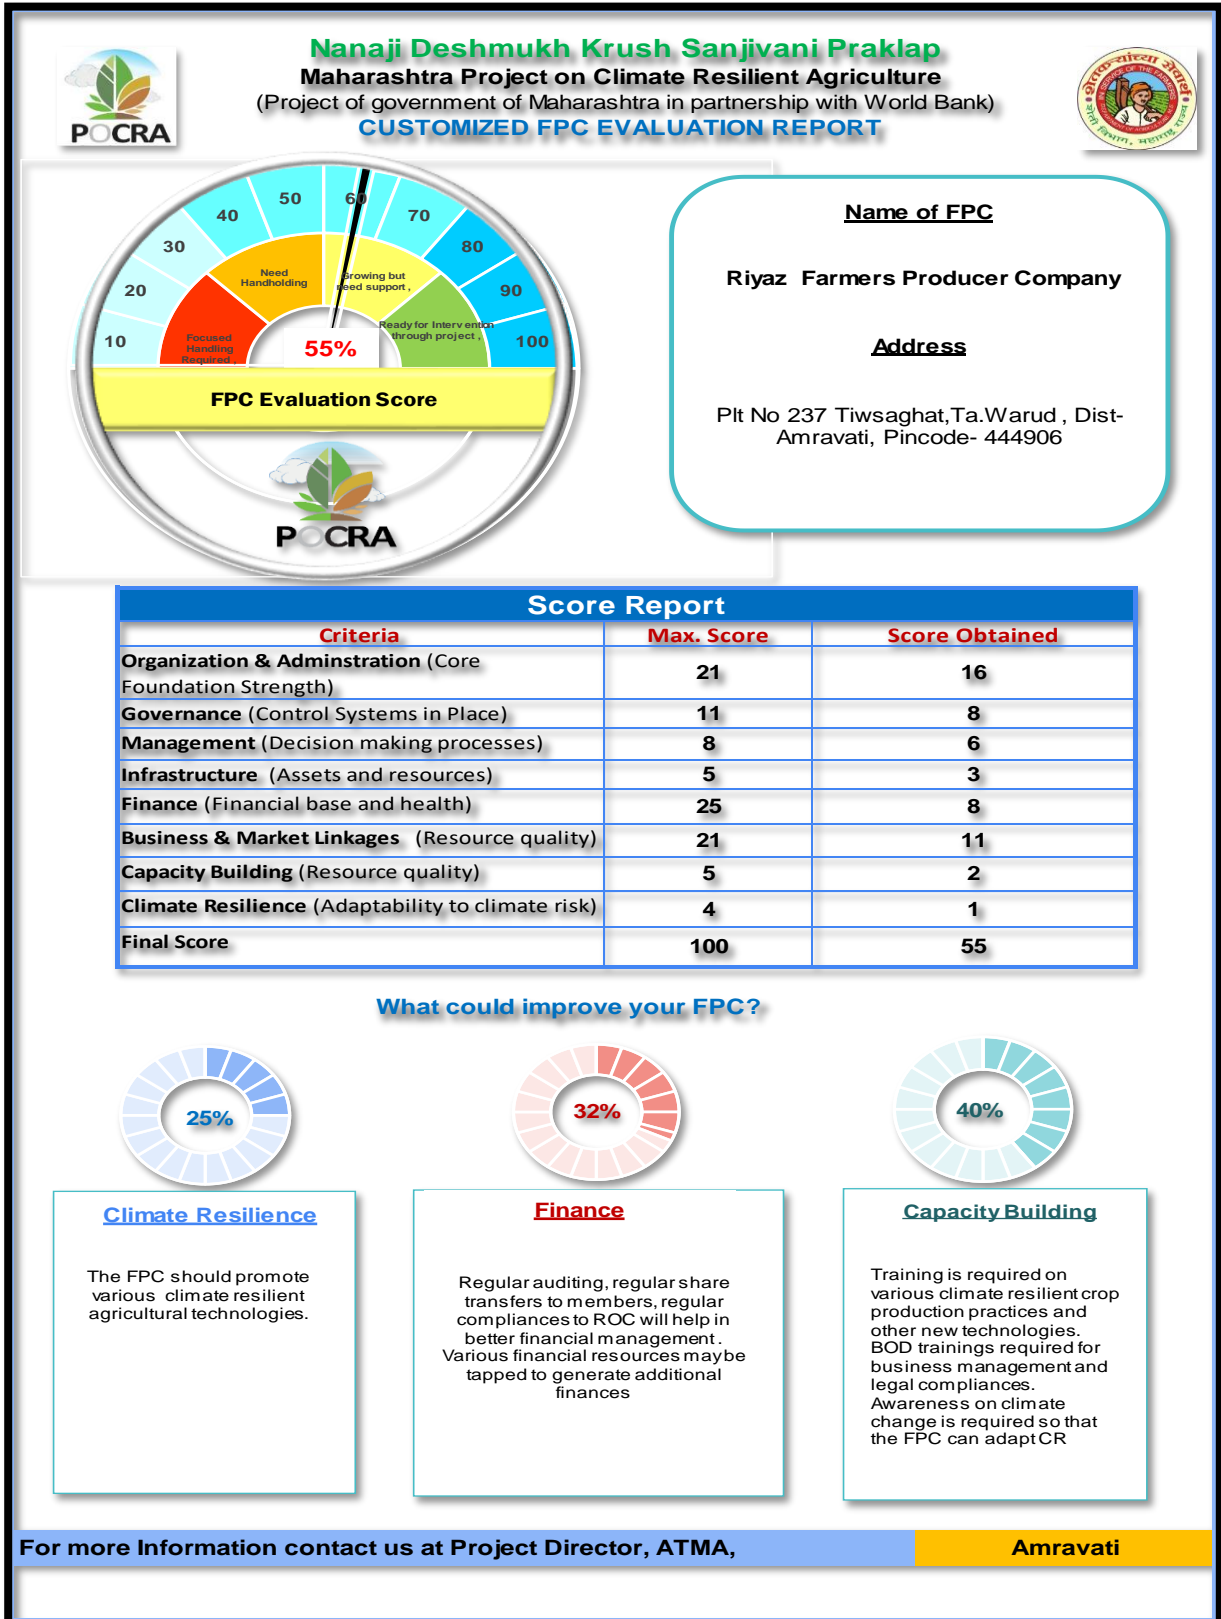 Nanaji Deshmukh Krush Sanjivani Praklap
Maharashtra Project on Climate Resilient Agriculture
(Project of government of Maharashtra in partnership with World Bank)
CUSTOMIZED FPC EVALUATION REPORT
POCRA
शेतकऱ्यांच्या सेवार्थ
कृषी विभाग, महाराष्ट्र राज्य
10
20
30
40
50
60
70
80
90
100
Focused
Handling
Required ,
Need
Handholding
Growing but
need support ,
Ready for Intervention
through project ,
55%
FPC Evaluation Score
POCRA
Name of FPC
Riyaz Farmers Producer Company
Address
Plt No 237 Tiwsaghat,Ta.Warud , Dist-
Amravati, Pincode- 444906
Score Report
Criteria Max. Score Score Obtained
Organization & Adminstration (Core
Foundation Strength) 21 16
Governance (Control Systems in Place) 11 8
Management (Decision making processes) 8 6
Infrastructure (Assets and resources) 5 3
Finance (Financial base and health) 25 8
Business & Market Linkages (Resource quality) 21 11
Capacity Building (Resource quality) 5 2
Climate Resilience (Adaptability to climate risk) 4 1
Final Score 100 55
What could improve your FPC?
25%
Climate Resilience
The FPC should promote
various climate resilient
agricultural technologies.
32%
Finance
Regular auditing, regular share
transfers to members, regular
compliances to ROC will help in
better financial management .
Various financial resources maybe
tapped to generate additional
finances
40%
Capacity Building
Training is required on
various climate resilient crop
production practices and
other new technologies.
BOD trainings required for
business management and
legal compliances.
Awareness on climate
change is required so that
the FPC can adapt CR
For more Information contact us at Project Director, ATMA, Amravati